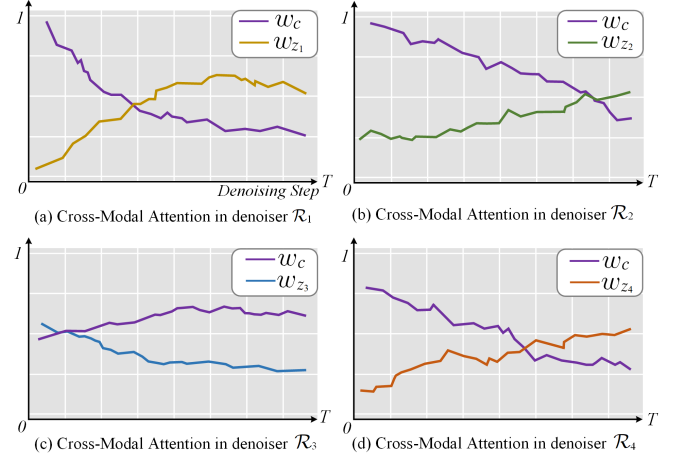 1
w_c
w_{z_1}
0
T
Denoising Step
(a) Cross-Modal Attention in denoiser ℛ_1
1
w_c
w_{z_2}
0
T
(b) Cross-Modal Attention in denoiser ℛ_2
1
w_c
w_{z_3}
0
T
(c) Cross-Modal Attention in denoiser ℛ_3
1
w_c
w_{z_4}
0
T
(d) Cross-Modal Attention in denoiser ℛ_4